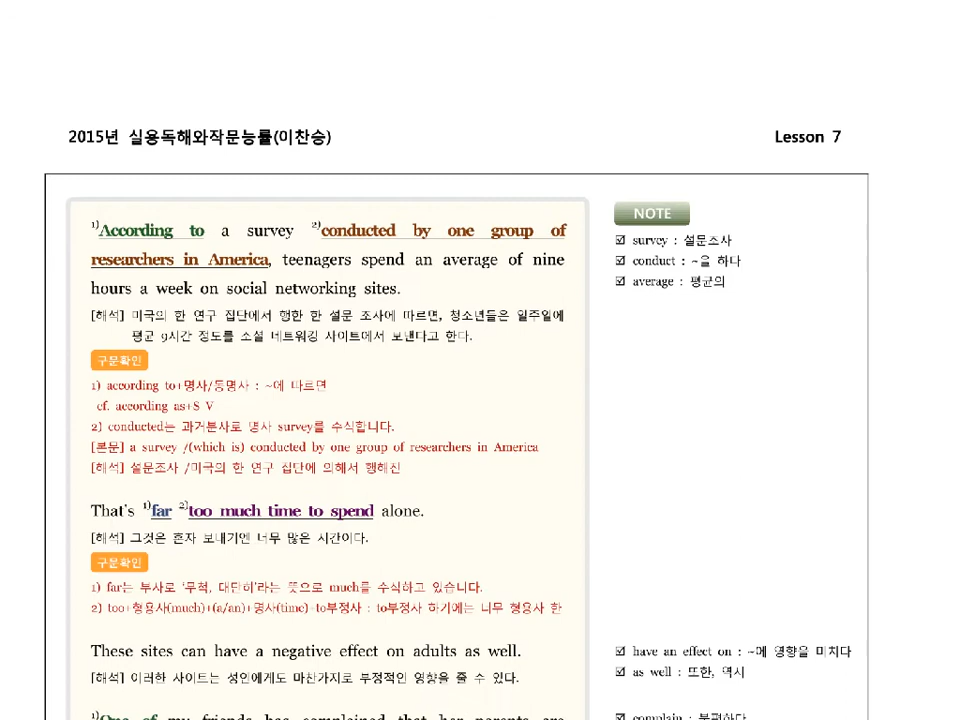 2015년 실용독해와작문능률(이찬승)
Lesson 7
1)According to a survey 2)conducted by one group of
researchers in America, teenagers spend an average of nine
hours a week on social networking sites.
[해석] 미국의 한 연구 집단에서 행한 한 설문 조사에 따르면, 청소년들은 일주일에
평균 9시간 정도를 소셜 네트워킹 사이트에서 보낸다고 한다.
구문확인
1) according to+명사/동명사 : ~에 따르면
cf. according as+S V
2) conducted는 과거분사로 명사 survey를 수식합니다.
[본문] a survey /(which is) conducted by one group of researchers in America
[해석] 설문조사 /미국의 한 연구 집단에 의해서 행해진
That's 1)far 2)too much time to spend alone.
[해석] 그것은 혼자 보내기엔 너무 많은 시간이다.
구문확인
1) far는 부사로 '무척, 대단히'라는 뜻으로 much를 수식하고 있습니다.
2) too+형용사(much)+(a/an)+명사(time)+to부정사 : to부정사 하기에는 너무 형용사 한
These sites can have a negative effect on adults as well.
[해석] 이러한 사이트는 성인에게도 마찬가지로 부정적인 영향을 줄 수 있다.
1)One of my friends has complained that her parents are
NOTE
☑ survey : 설문조사
☑ conduct : ~을 하다
☑ average : 평균의
☑ have an effect on : ~에 영향을 미치다
☑ as well : 또한, 역시
☑ complain : 불평하다